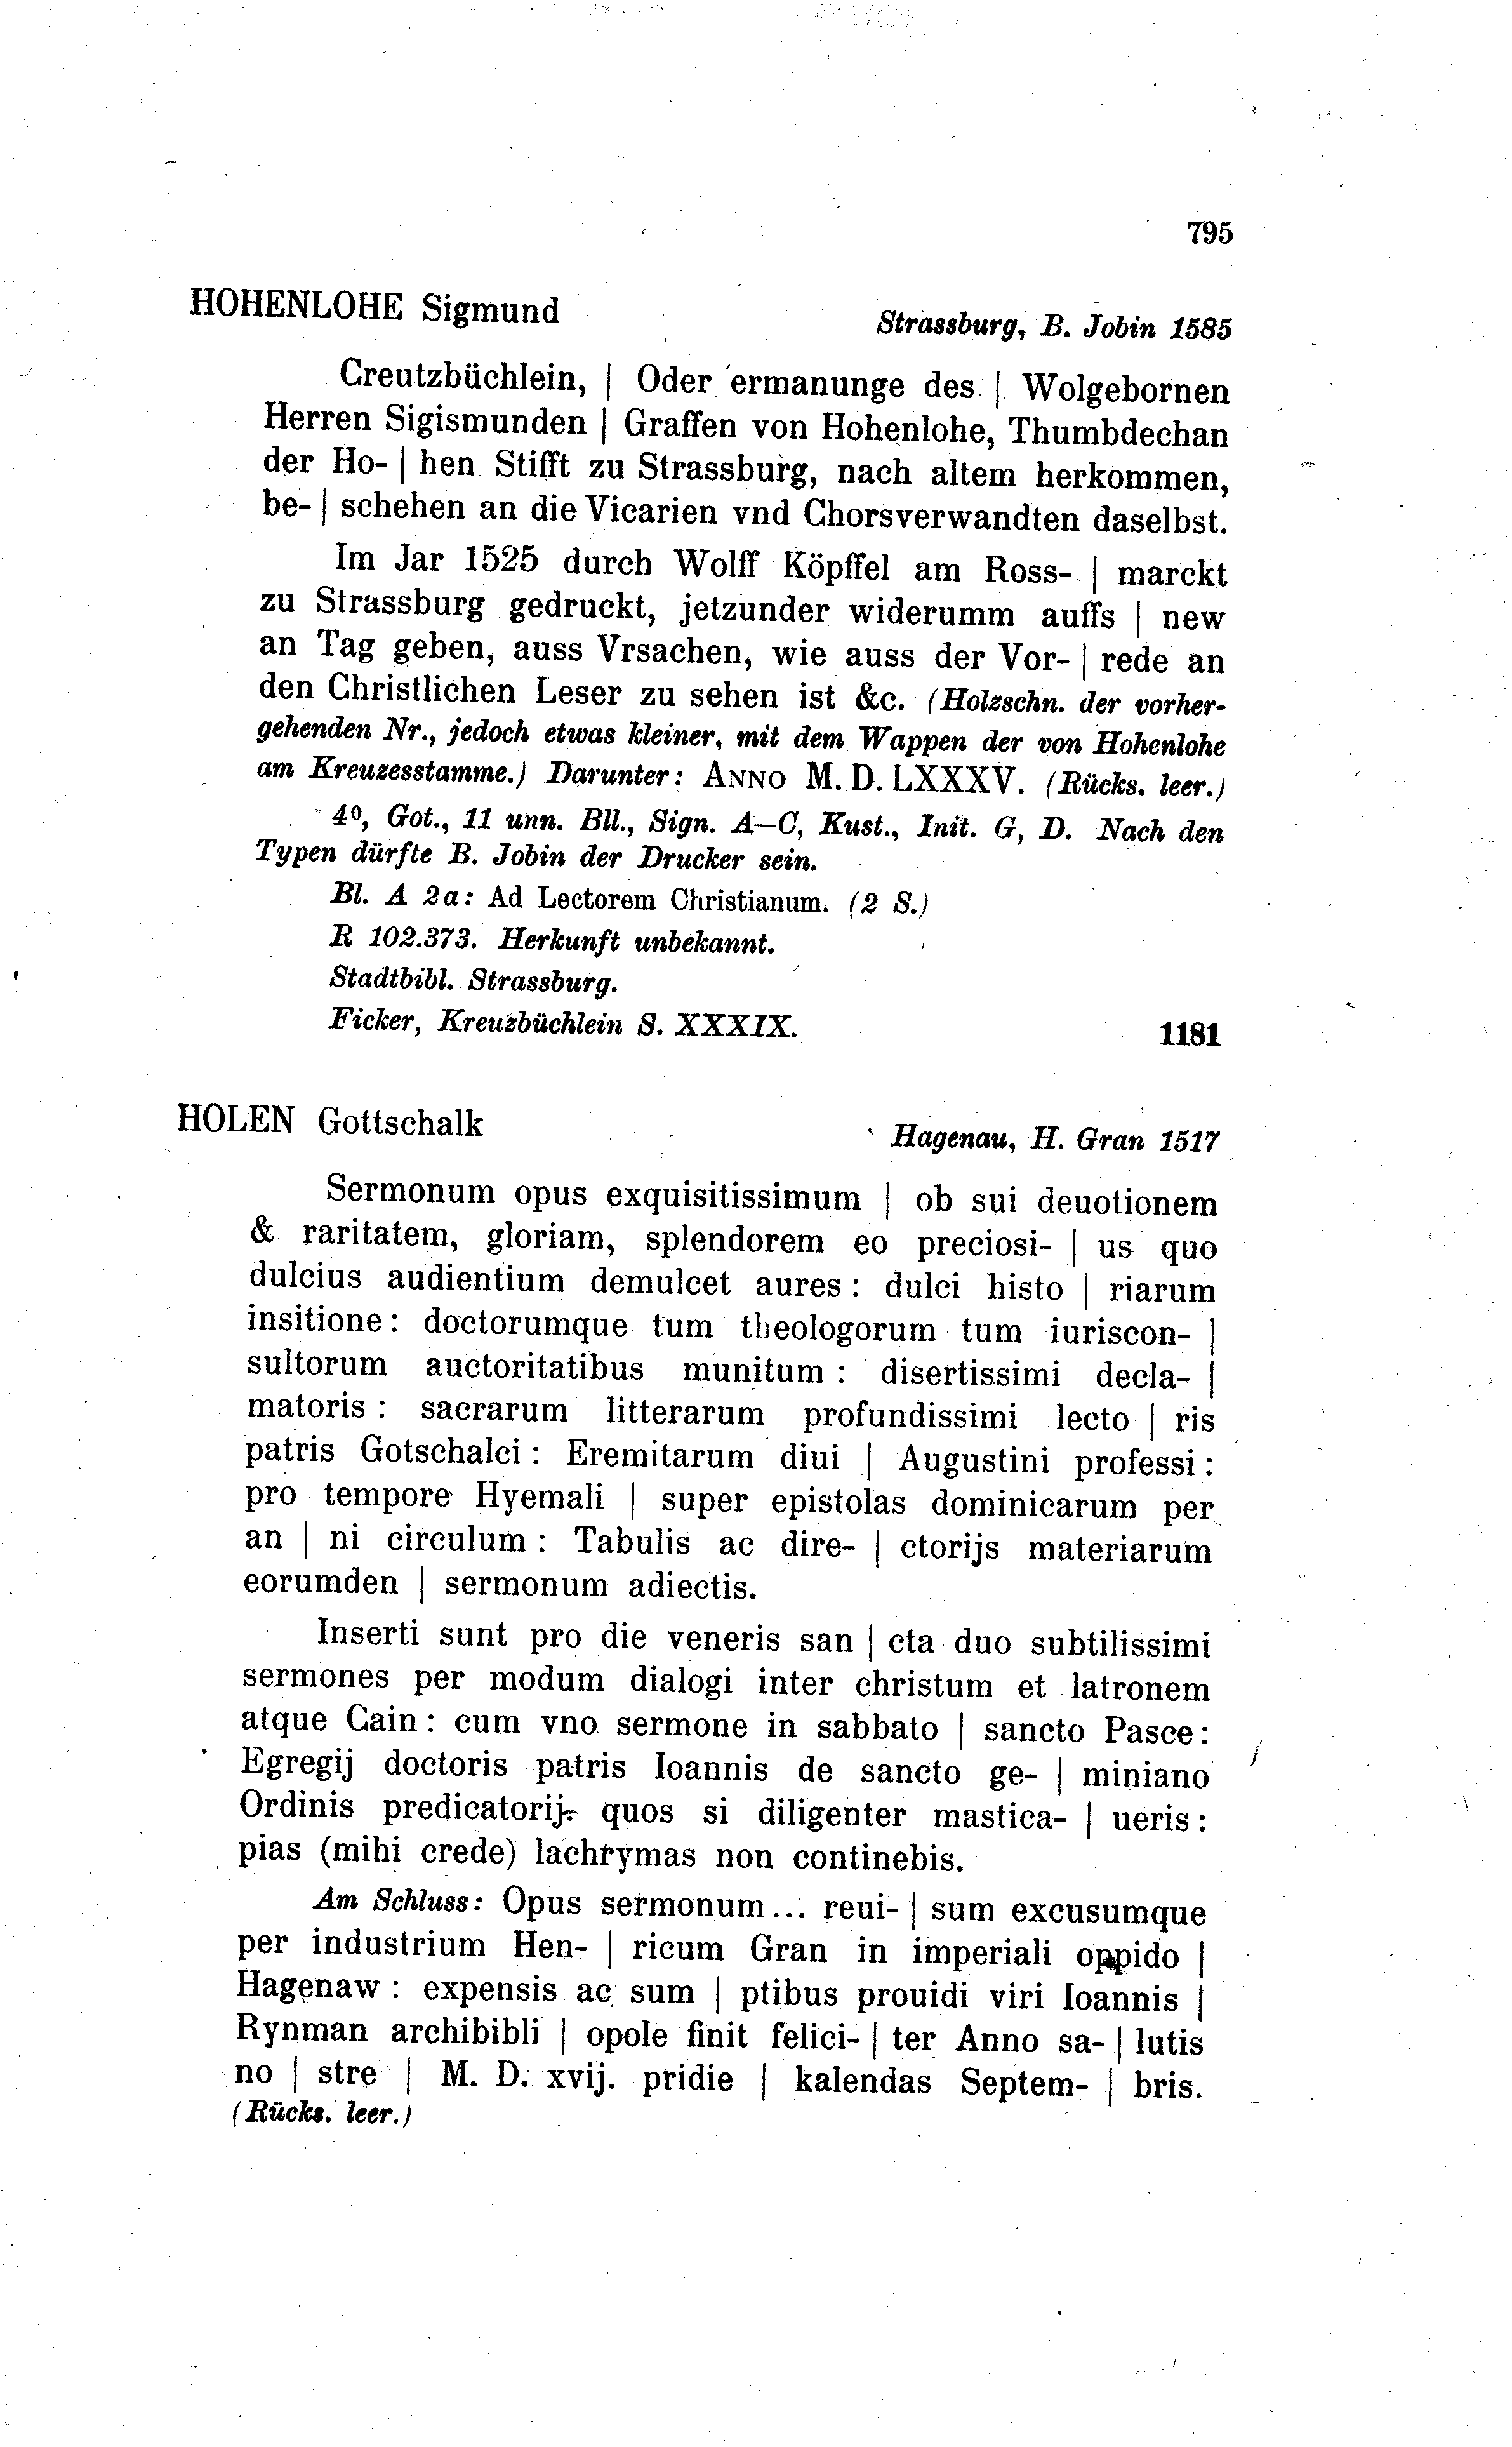 795
HOHENLOHE Sigmund
Strassburg, B. Jobin 1585
Creutzbüchlein, | Oder ermanunge des | Wolgebornen
Herren Sigismunden | Graffen von Hohenlohe, Thumbdechan
der Ho- | hen Stifft zu Strassburg, nach altem herkommen,
be- | schehen an die Vicarien vnd Chorsverwandten daselbst.
Im Jar 1525 durch Wolff Köpffel am Ross- | marckt
zu Strassburg gedruckt, jetzunder widerumm auffs | new
an Tag geben, auss Vrsachen, wie auss der Vor- | rede an
den Christlichen Leser zu sehen ist &c. (Holzschn. der vorher-
gehenden Nr., jedoch etwas kleiner, mit dem Wappen der von Hohenlohe
am Kreuzesstamme.) Darunter: ANNO M. D. LXXXV. (Rücks. leer.)
4⁰, Got., 11 unn. Bll., Sign. A—C, Kust., Init. G, D. Nach den
Typen dürfte B. Jobin der Drucker sein.
Bl. A 2a: Ad Lectorem Christianum. (2 S.)
R 102.373. Herkunft unbekannt.
Stadtbibl. Strassburg.
Ficker, Kreuzbüchlein S. XXXIX.
1181
HOLEN Gottschalk
Hagenau, H. Gran 1517
Sermonum opus exquisitissimum | ob sui deuotionem
& raritatem, gloriam, splendorem eo preciosi- | us quo
dulcius audientium demulcet aures : dulci histo | riarum
insitione : doctorumque tum theologorum tum iuriscon- |
sultorum auctoritatibus munitum : disertissimi decla- |
matoris : sacrarum litterarum profundissimi lecto | ris
patris Gotschalci : Eremitarum diui | Augustini professi :
pro tempore Hyemali | super epistolas dominicarum per
an | ni circulum : Tabulis ac dire- | ctorijs materiarum
eorumden | sermonum adiectis.
Inserti sunt pro die veneris san | cta duo subtilissimi
sermones per modum dialogi inter christum et latronem
atque Cain : cum vno sermone in sabbato | sancto Pasce :
Egregij doctoris patris Ioannis de sancto ge- | miniano
Ordinis predicatorij. quos si diligenter mastica- | ueris :
pias (mihi crede) lachrymas non continebis.
Am Schluss: Opus sermonum... reui- | sum excusumque
per industrium Hen- | ricum Gran in imperiali oppido |
Hagenaw : expensis ac sum | ptibus prouidi viri Ioannis |
Rynman archibibli | opole finit felici- | ter Anno sa- | lutis
no | stre | M. D. xvij. pridie | kalendas Septem- | bris.
(Rücks. leer.)